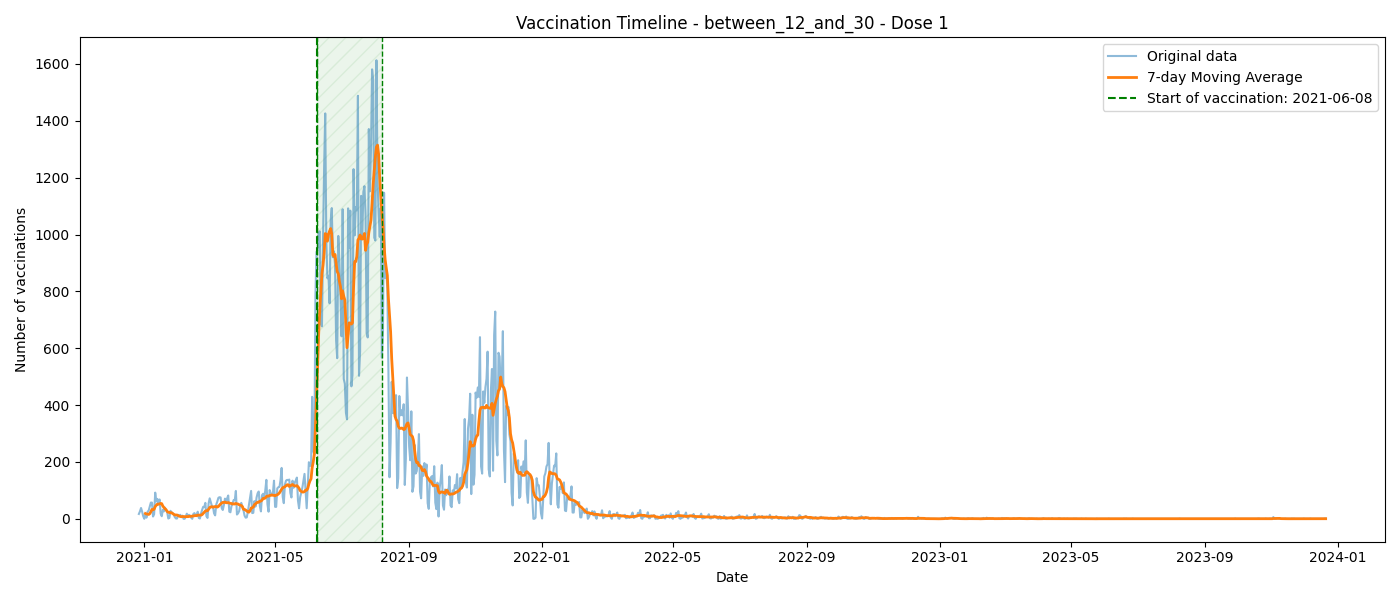 Vaccination Timeline - between_12_and_30 - Dose 1
Original data
7-day Moving Average
Start of vaccination: 2021-06-08
Number of vaccinations
1600
1400
1200
1000
800
600
400
200
0
2021-01 2021-05 2021-09 2022-01 2022-05 2022-09 2023-01 2023-05 2023-09 2024-01
Date